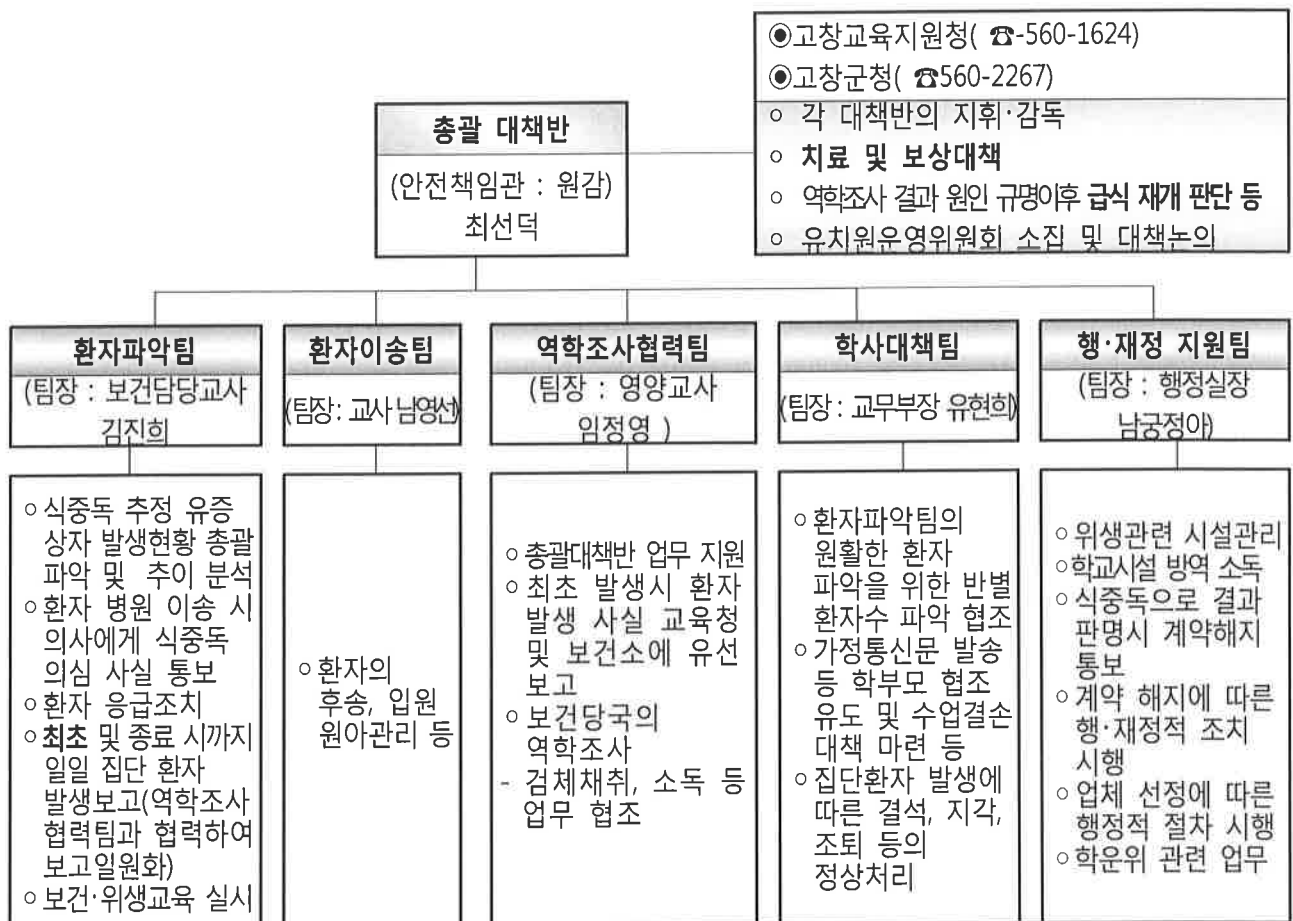 ◉고창교육지원청( ☎-560-1624)
◉고창군청( ☎560-2267)
○ 각 대책반의 지휘·감독
○ 치료 및 보상대책
○ 역학조사 결과 원인 규명이후 급식 재개 판단 등
○ 유치원운영위원회 소집 및 대책논의
총괄 대책반
(안전책임관 : 원감)
최선덕
환자파악팀
(팀장 : 보건담당교사
김진희
○식중독 추정 유증
상자 발생현황 총괄
파악 및 추이 분석
○환자 병원 이송 시
의사에게 식중독
의심 사실 통보
○환자 응급조치
○최초 및 종료 시까지
일일 집단 환자
발생보고(역학조사
협력팀과 협력하여
보고일원화)
○보건·위생교육 실시
환자이송팀
(팀장: 교사 남영선)
○환자의
후송, 입원
원아관리 등
역학조사협력팀
(팀장 : 영양교사
임정영 )
○총괄대책반 업무 지원
○최초 발생시 환자
발생 사실 교육청
및 보건소에 유선
보고
○보건당국의
역학조사
- 검체채취, 소독 등
업무 협조
학사대책팀
(팀장 : 교무부장 유현희)
○환자파악팀의
원활한 환자
파악을 위한 반별
환자수 파악 협조
○가정통신문 발송
등 학부모 협조
유도 및 수업결손
대책 마련 등
○집단환자 발생에
따른 결석, 지각,
조퇴 등의
정상처리
행·재정 지원팀
(팀장 : 행정실장
남궁정아)
○위생관련 시설관리
○학교시설 방역 소독
○식중독으로 결과
판명시 계약해지
통보
○계약 해지에 따른
행·재정적 조치
시행
○업체 선정에 따른
행정적 절차 시행
○학운위 관련 업무